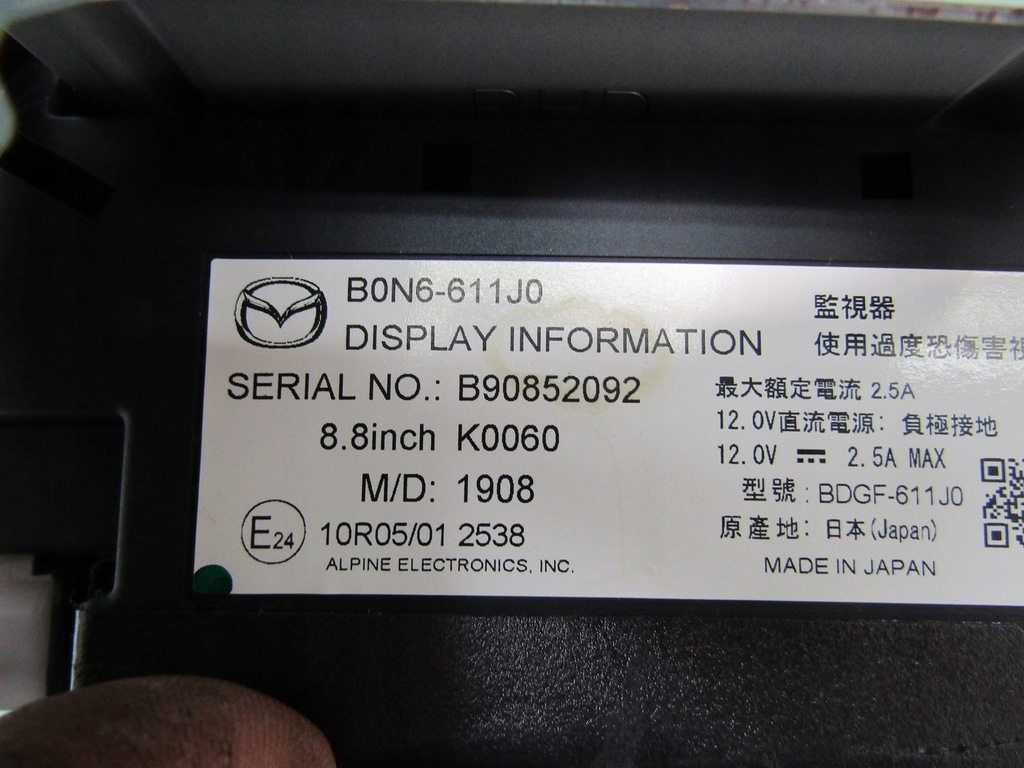 RHD
B0N6-611J0
DISPLAY INFORMATION
SERIAL NO.: B90852092
8.8inch K0060
M/D: 1908
E24 10R05/01 2538
ALPINE ELECTRONICS, INC.
監視器
使用過度恐傷害視
最大額定電流 2.5A
12.0V直流電源: 負極接地
12.0V ⎓ 2.5A MAX
型號 : BDGF-611J0
原產地: 日本(Japan)
MADE IN JAPAN